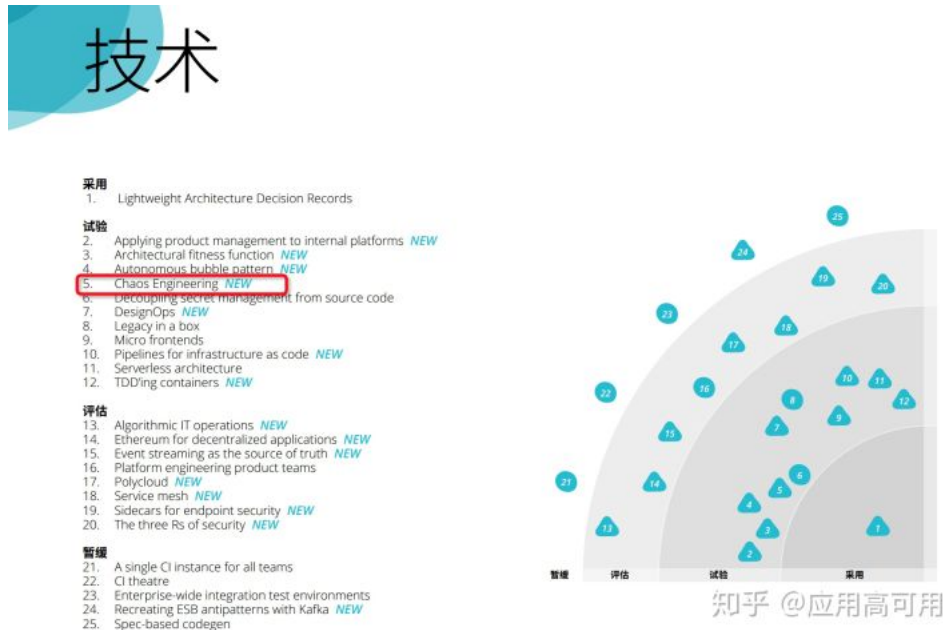 技术
采用
1. Lightweight Architecture Decision Records
试验
2. Applying product management to internal platforms NEW
3. Architectural fitness function NEW
4. Autonomous bubble pattern NEW
5. Chaos Engineering NEW
6. Decoupling secret management from source code
7. DesignOps NEW
8. Legacy in a box
9. Micro frontends
10. Pipelines for infrastructure as code NEW
11. Serverless architecture
12. TDD'ing containers NEW
评估
13. Algorithmic IT operations NEW
14. Ethereum for decentralized applications NEW
15. Event streaming as the source of truth NEW
16. Platform engineering product teams
17. Polycloud NEW
18. Service mesh NEW
19. Sidecars for endpoint security NEW
20. The three Rs of security NEW
暂缓
21. A single CI instance for all teams
22. CI theatre
23. Enterprise-wide integration test environments
24. Recreating ESB antipatterns with Kafka NEW
25. Spec-based codegen
25
24
19
20
23
18
17
10
11
22
16
8
12
9
15
7
6
21
14
5
4
13
3
1
2
暂缓 评估 试验 采用
知乎 @应用高可用